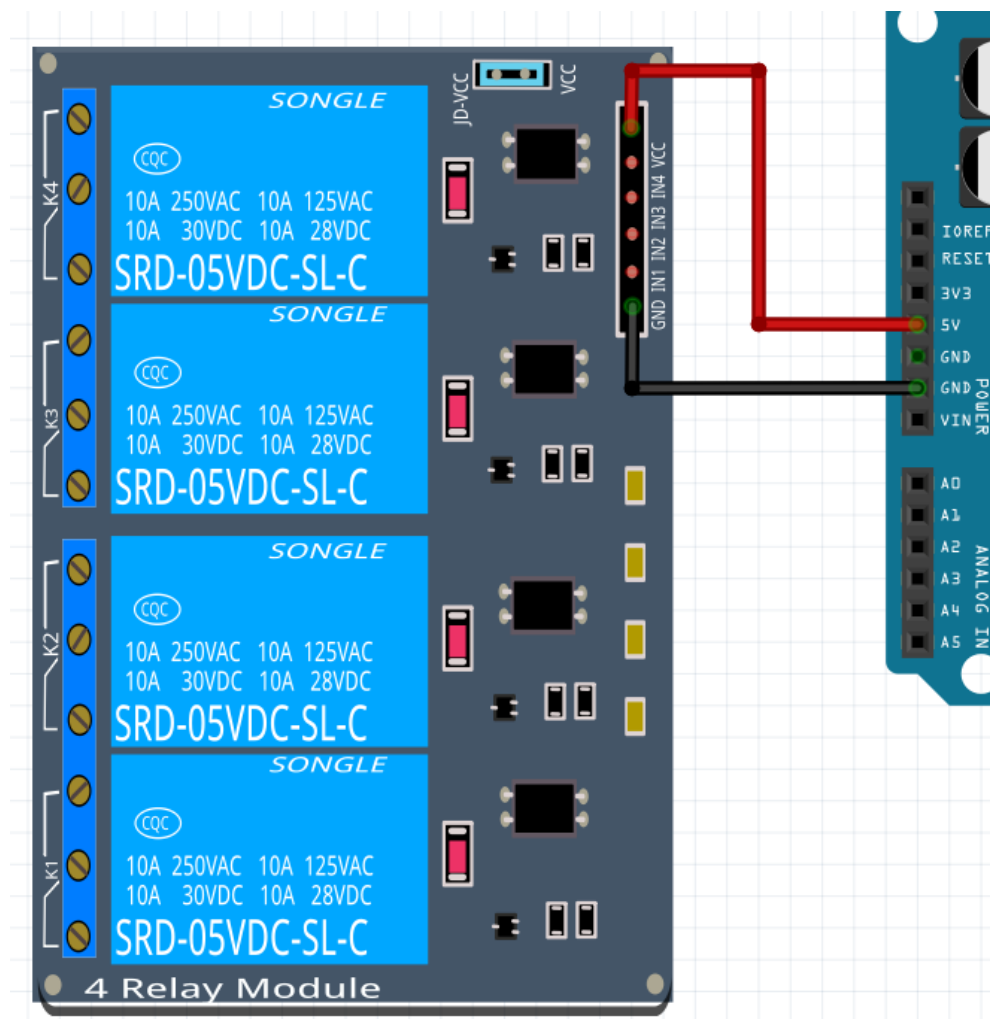 JD-VCC
VCC
GND IN1 IN2 IN3 IN4 VCC
K4
SONGLE
CQC
10A 250VAC 10A 125VAC
10A 30VDC 10A 28VDC
SRD-05VDC-SL-C
K3
SONGLE
CQC
10A 250VAC 10A 125VAC
10A 30VDC 10A 28VDC
SRD-05VDC-SL-C
K2
SONGLE
CQC
10A 250VAC 10A 125VAC
10A 30VDC 10A 28VDC
SRD-05VDC-SL-C
K1
SONGLE
CQC
10A 250VAC 10A 125VAC
10A 30VDC 10A 28VDC
SRD-05VDC-SL-C
4 Relay Module
IOREF
RESET
3V3
5V
GND
GND
VIN
POWER
A0
A1
A2
A3
A4
A5
ANALOG IN